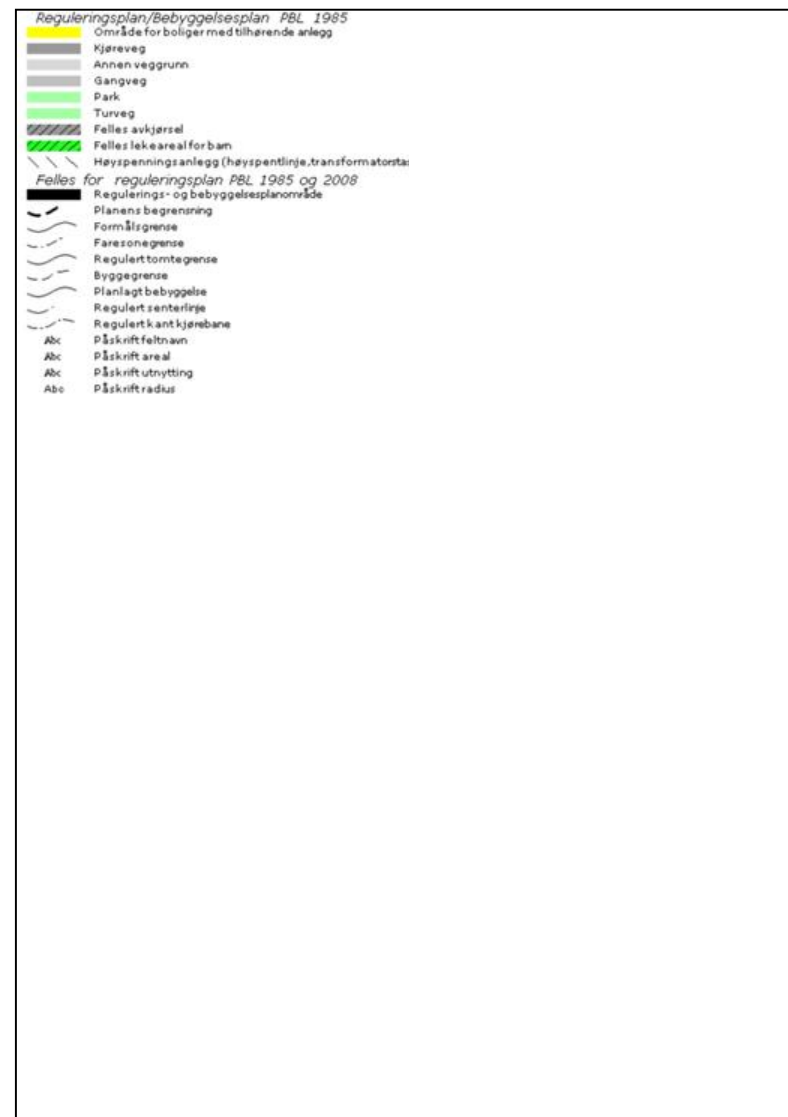 Reguleringsplan/Bebyggelsesplan PBL 1985
Område for boliger med tilhørende anlegg
Kjøreveg
Annen veggrunn
Gangveg
Park
Turveg
Felles avkjørsel
Felles lekeareal for barn
Høyspenningsanlegg (høyspentlinje,transformatorsta
Felles for reguleringsplan PBL 1985 og 2008
Regulerings- og bebyggelsesplanområde
Planens begrensning
Formålsgrense
Faresonegrense
Regulert tomtegrense
Byggegrense
Planlagt bebyggelse
Regulert senterlinje
Regulert kant kjørebane
Abc Påskrift feltnavn
Abc Påskrift areal
Abc Påskrift utnytting
Abc Påskrift radius